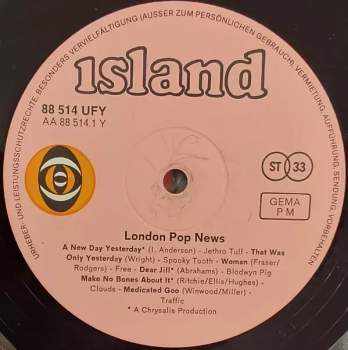 URHEBER- UND LEISTUNGSSCHUTZRECHTE, BESONDERS VERVIELFÄLTIGUNG (AUSSER ZUM PERSÖNLICHEN GEBRAUCH), VERMIETUNG, AUFFÜHRUNG, SENDUNG, VORBEHALTEN
island
88 514 UFY
AA 88 514.1 Y
ST 33
GEMA
P M
London Pop News
A New Day Yesterday* (I. Anderson) - Jethro Tull - That Was
Only Yesterday (Wright) - Spooky Tooth - Woman (Fraser/
Rodgers) - Free - Dear Jill* (Abrahams) - Blodwyn Pig
Make No Bones About It* (Ritchie/Ellis/Hughes) -
Clouds - Medicated Goo (Winwood/Miller) -
Traffic
* A Chrysalis Production